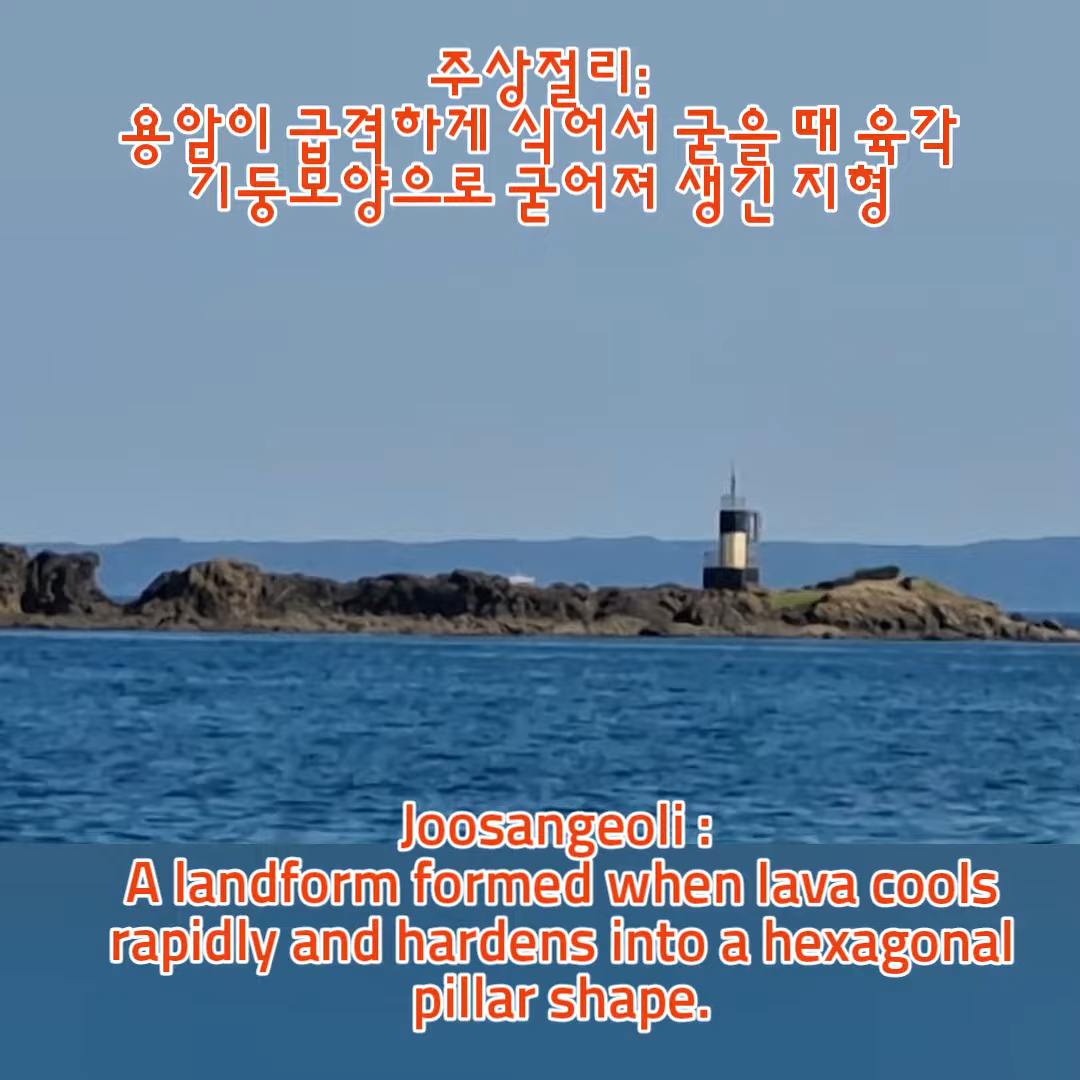 주상절리:
용암이 급격하게 식어서 굳을 때 육각
기둥모양으로 굳어져 생긴 지형
Joosangeoli :
A landform formed when lava cools
rapidly and hardens into a hexagonal
pillar shape.